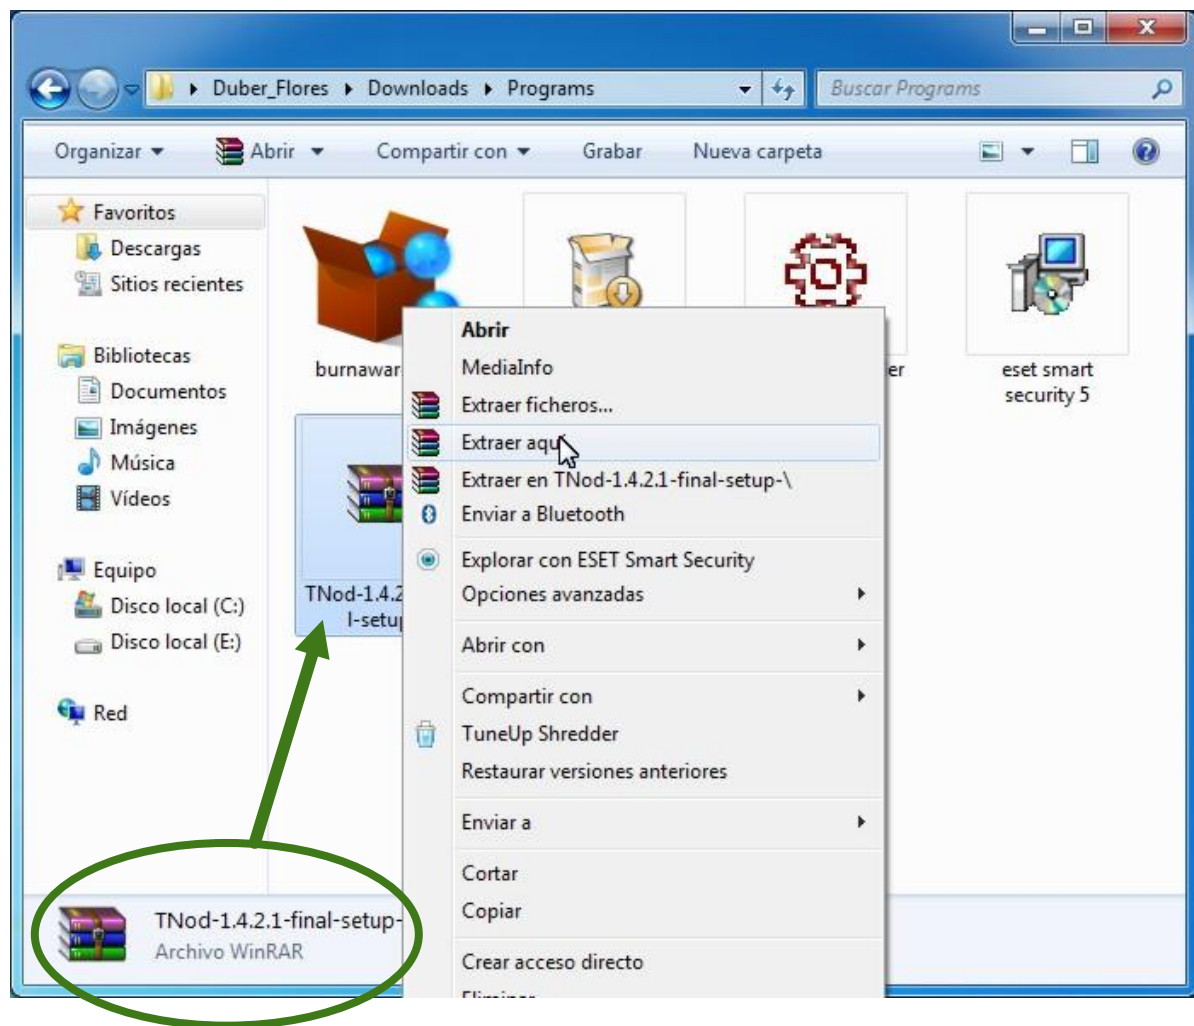 Duber_Flores Downloads Programs
Buscar Programs
Organizar Abrir Compartir con Grabar Nueva carpeta
Favoritos
Descargas
Sitios recientes
Bibliotecas
Documentos
Imágenes
Música
Vídeos
Equipo
Disco local (C:)
Disco local (E:)
Red
burnawar
er
eset smart
security 5
TNod-1.4.2
l-setup
Abrir
MediaInfo
Extraer ficheros...
Extraer aquí
Extraer en TNod-1.4.2.1-final-setup-\
Enviar a Bluetooth
Explorar con ESET Smart Security
Opciones avanzadas
Abrir con
Compartir con
TuneUp Shredder
Restaurar versiones anteriores
Enviar a
Cortar
Copiar
Crear acceso directo
Eliminar
TNod-1.4.2.1-final-setup-
Archivo WinRAR